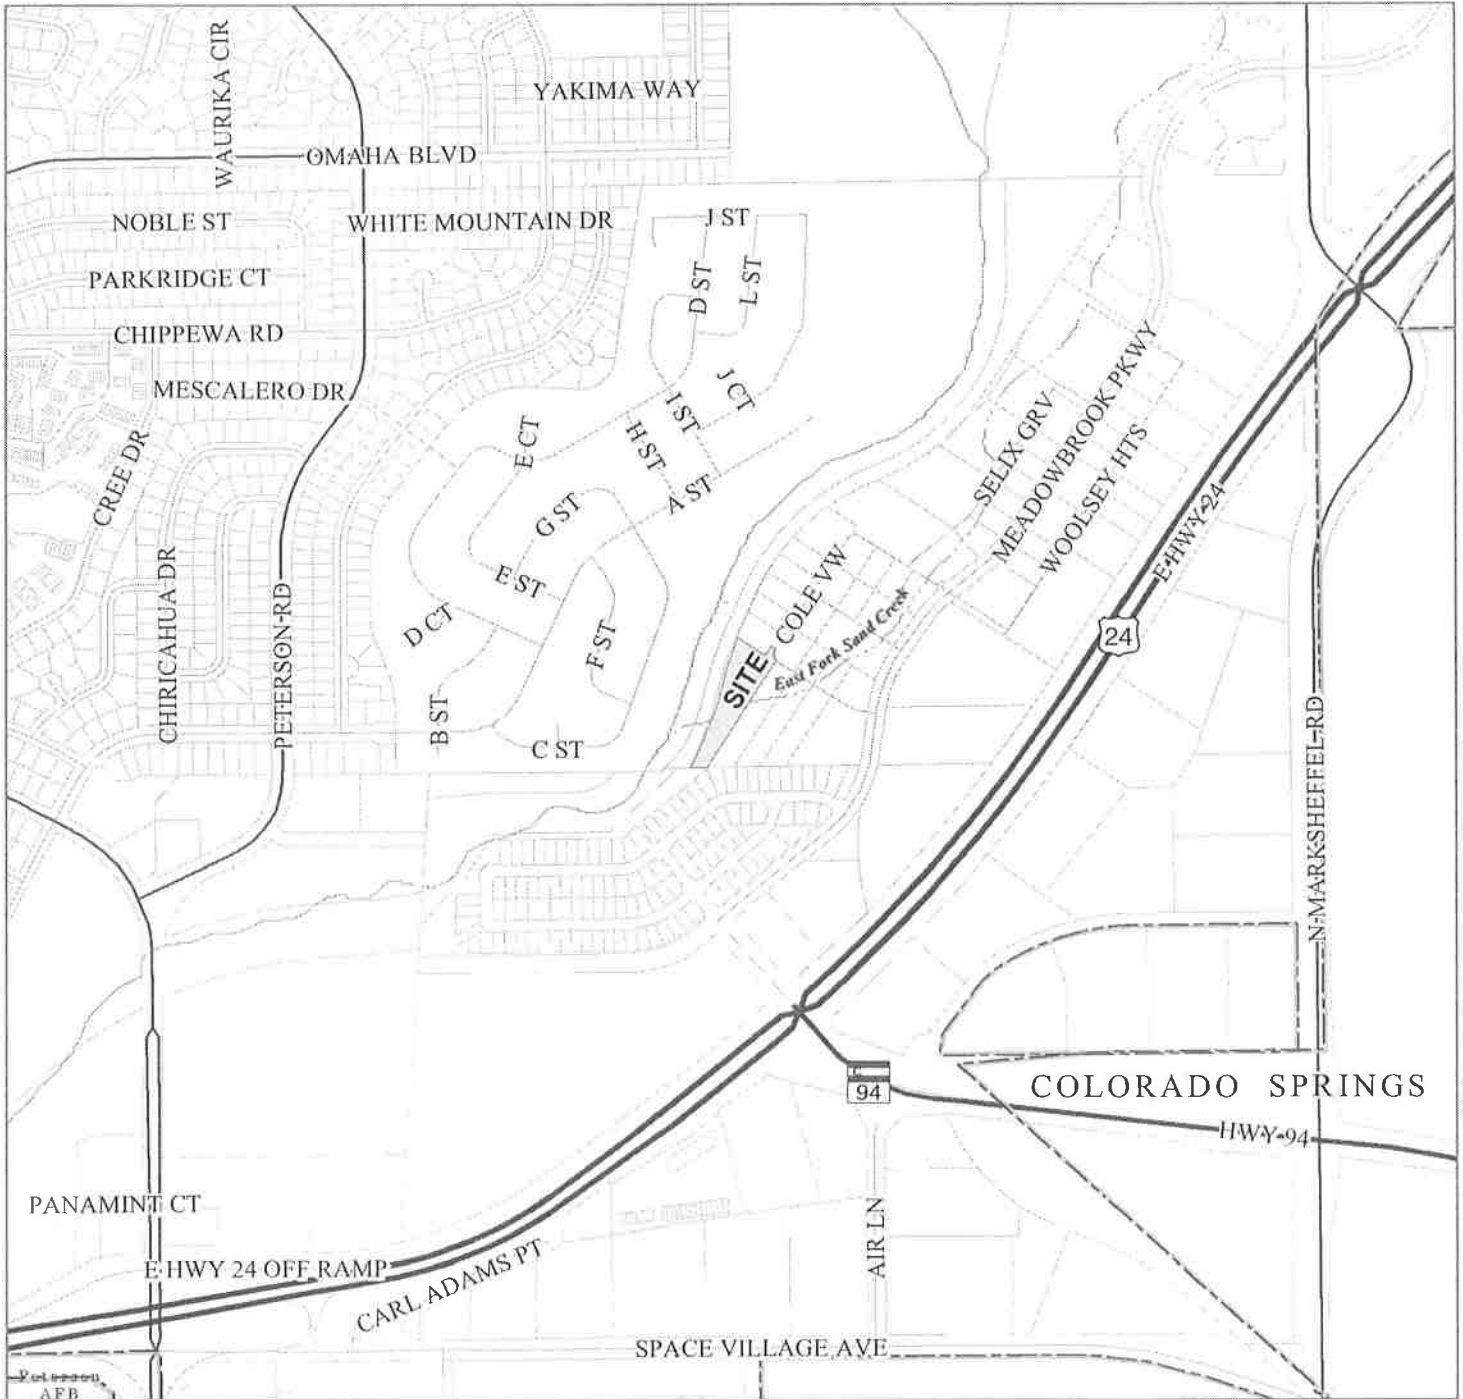 WAURIKA CIR
YAKIMA WAY
OMAHA BLVD
NOBLE ST
WHITE MOUNTAIN DR
J ST
PARKRIDGE CT
D ST
L ST
CHIPPEWA RD
MESCALERO DR
J CT
I ST
H ST
E CT
A ST
G ST
CREE DR
SELIX GRV
MEADOWBROOK PKWY
WOOLSEY HTS
E HWY 24
CHIRICAHUA DR
PETERSON RD
E ST
D CT
F ST
COLE VW
East Fork Sand Creek
SITE
24
B ST
C ST
N MARKSHEFFEL RD
94
COLORADO SPRINGS
HWY 94
PANAMINT CT
AIR LN
E HWY 24 OFF RAMP
CARL ADAMS PT
SPACE VILLAGE AVE
Peterson
AFB